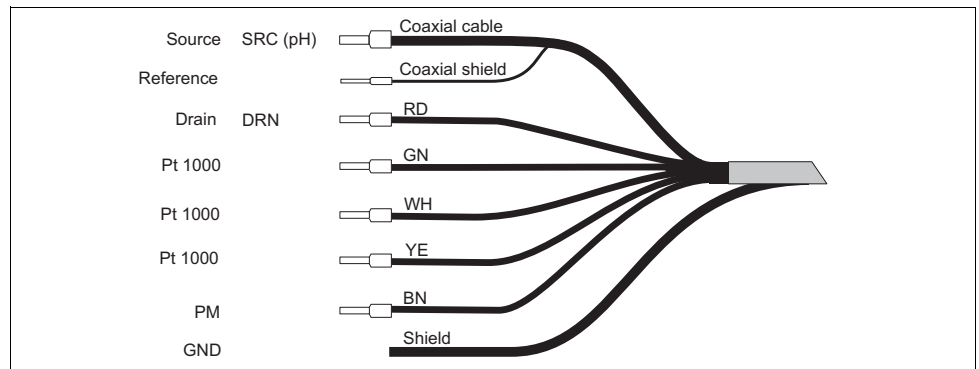 Source SRC (pH) Coaxial cable
Reference Coaxial shield
Drain DRN RD
Pt 1000 GN
Pt 1000 WH
Pt 1000 YE
PM BN
GND Shield